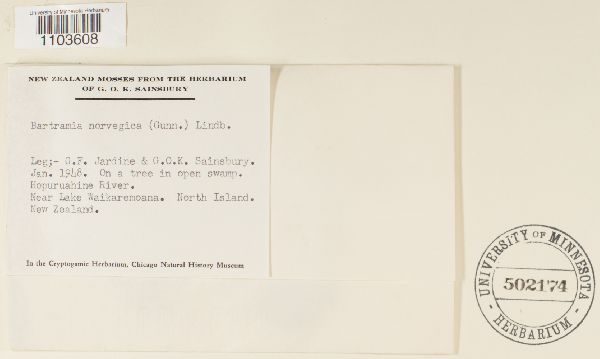 University of Minnesota Herbarium
1103608
NEW ZEALAND MOSSES FROM THE HERBARIUM
OF G. O. K. SAINSBURY
Bartramia norvegica (Gunn.) Lindb.
Leg;- G.F. Jardine & G.O.K. Sainsbury.
Jan. 1948. On a tree in open swamp.
Hopuruahine River.
Near Lake Waikaremoana. North Island.
New Zealand.
In the Cryptogamic Herbarium, Chicago Natural History Museum
UNIVERSITY OF MINNESOTA
502174
- HERBARIUM -